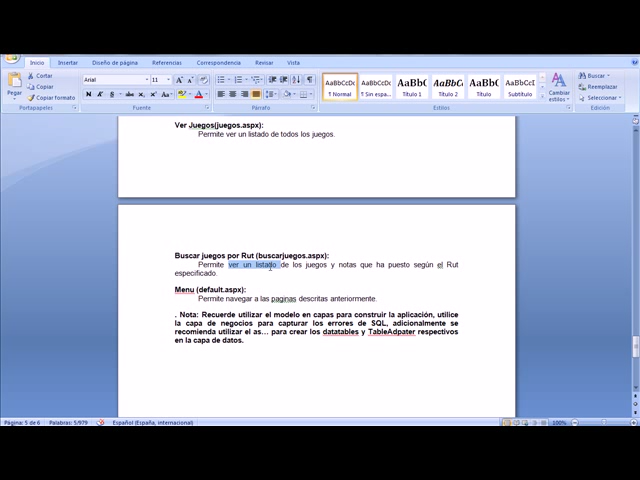 Inicio Insertar Diseño de página Referencias Correspondencia Revisar Vista
Pegar
Cortar
Copiar
Copiar formato
Portapapeles
Arial 11
Fuente
Párrafo
AaBbCcDc AaBbCcDc AaBbC AaBbCc AaBbC AaBbCcI
¶ Normal ¶ Sin espa... Título 1 Título 2 Título Subtítulo
Estilos
Cambiar
estilos
Buscar
Reemplazar
Seleccionar
Edición
Ver Juegos(juegos.aspx):
Permite ver un listado de todos los juegos.
Buscar juegos por Rut (buscarjuegos.aspx):
Permite ver un listado de los juegos y notas que ha puesto según el Rut
especificado.
Menu (default.aspx):
Permite navegar a las paginas descritas anteriormente.
. Nota: Recuerde utilizar el modelo en capas para construir la aplicación, utilice
la capa de negocios para capturar los errores de SQL, adicionalmente se
recomienda utilizar el as... para crear los datatables y TableAdpater respectivos
en la capa de datos.
Página: 5 de 6 Palabras: 5/979 Español (España, internacional) 100%